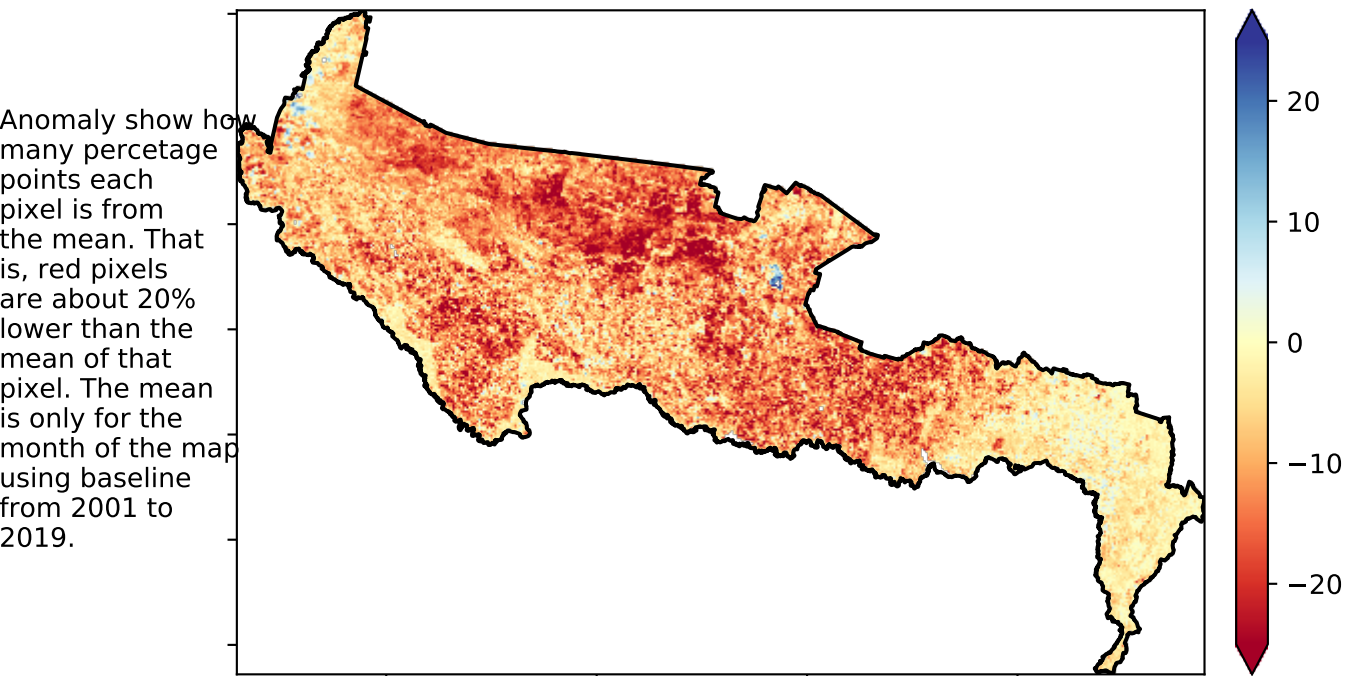 Anomaly show how
many percetage
points each
pixel is from
the mean. That
is, red pixels
are about 20%
lower than the
mean of that
pixel. The mean
is only for the
month of the map
using baseline
from 2001 to
2019.
20
10
0
−10
−20